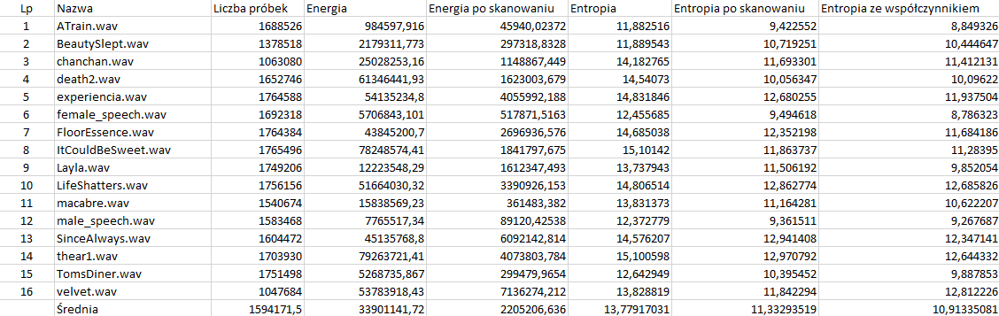 Lp Nazwa Liczba próbek Energia Energia po skanowaniu Entropia Entropia po skanowaniu Entropia ze współczynnikiem
1 ATrain.wav 1688526 984597,916 45940,02372 11,882516 9,422552 8,849326
2 BeautySlept.wav 1378518 2179311,773 297318,8328 11,889543 10,719251 10,444647
3 chanchan.wav 1063080 25028253,16 1148867,449 14,182765 11,693301 11,412131
4 death2.wav 1652746 61346441,93 1623003,679 14,54073 10,056347 10,09622
5 experiencia.wav 1764588 54135234,8 4055992,188 14,831846 12,680255 11,937504
6 female_speech.wav 1692318 5706843,101 517871,5163 12,455685 9,494618 8,786323
7 FloorEssence.wav 1764384 43845200,7 2696936,576 14,685038 12,352198 11,684186
8 ItCouldBeSweet.wav 1765496 78248574,41 1841797,675 15,10142 11,863737 11,28395
9 Layla.wav 1749206 12223548,29 1612347,493 13,737943 11,506192 9,852054
10 LifeShatters.wav 1756156 51664030,32 3390926,153 14,806514 12,862774 12,685826
11 macabre.wav 1540674 15838569,23 361483,382 13,831373 11,164281 10,622207
12 male_speech.wav 1583468 7765517,34 89120,42538 12,372779 9,361511 9,267687
13 SinceAlways.wav 1604472 45135768,8 6092142,814 14,576207 12,941408 12,347141
14 thear1.wav 1703930 79263721,41 4073803,784 15,100598 12,970792 12,644332
15 TomsDiner.wav 1751498 5268735,867 299479,9654 12,642949 10,395452 9,887853
16 velvet.wav 1047684 53783918,43 7136274,212 13,828819 11,842294 12,812226
Średnia 1594171,5 33901141,72 2205206,636 13,77917031 11,33293519 10,91335081